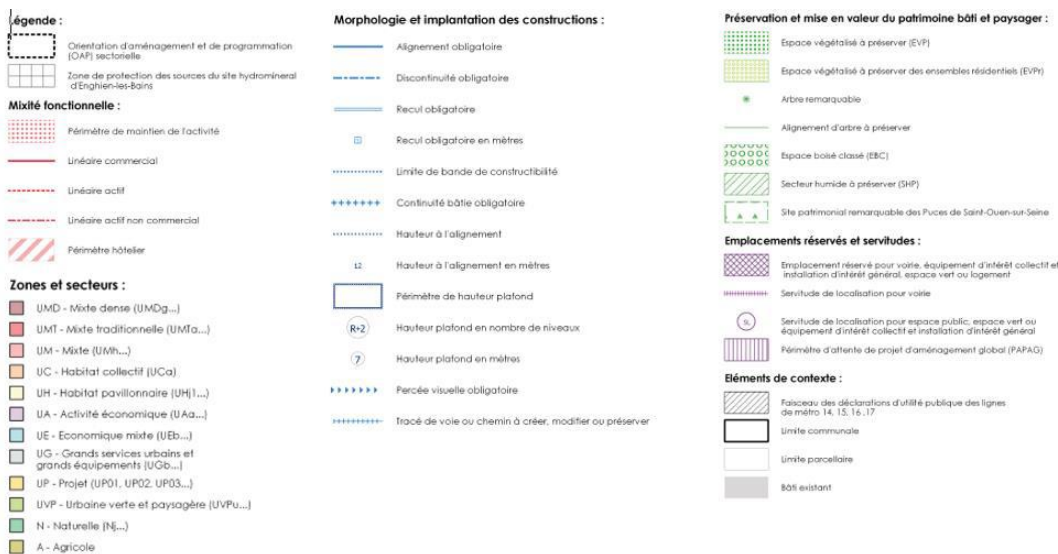 Légende :
Orientation d'aménagement et de programmation
(OAP) sectorielle
Zone de protection des sources du site hydrominéral
d'Enghien-les-Bains
Mixité fonctionnelle :
Périmètre de maintien de l'activité
Linéaire commercial
Linéaire actif
Linéaire actif non commercial
Périmètre hôtelier
Zones et secteurs :
UMD - Mixte dense (UMDg...)
UMT - Mixte traditionnelle (UMTa...)
UM - Mixte (UMh...)
UC - Habitat collectif (UCa)
UH - Habitat pavillonnaire (UHj1...)
UA - Activité économique (UAa...)
UE - Economique mixte (UEb...)
UG - Grands services urbains et
grands équipements (UGb...)
UP - Projet (UP01, UP02, UP03...)
UVP - Urbaine verte et paysagère (UVPu...)
N - Naturelle (Nj...)
A - Agricole
Morphologie et implantation des constructions :
Alignement obligatoire
Discontinuité obligatoire
Recul obligatoire
Recul obligatoire en mètres
Limite de bande de constructibilité
Continuité bâtie obligatoire
Hauteur à l'alignement
12 Hauteur à l'alignement en mètres
Périmètre de hauteur plafond
R+2 Hauteur plafond en nombre de niveaux
7 Hauteur plafond en mètres
Percée visuelle obligatoire
Tracé de voie ou chemin à créer, modifier ou préserver
Préservation et mise en valeur du patrimoine bâti et paysager :
Espace végétalisé à préserver (EVP)
Espace végétalisé à préserver des ensembles résidentiels (EVPr)
Arbre remarquable
Alignement d'arbre à préserver
Espace boisé classé (EBC)
Secteur humide à préserver (SHP)
Site patrimonial remarquable des Puces de Saint-Ouen-sur-Seine
Emplacements réservés et servitudes :
Emplacement réservé pour voirie, équipement d'intérêt collectif et
installation d'intérêt général, espace vert ou logement
Servitude de localisation pour voirie
SL Servitude de localisation pour espace public, espace vert ou
équipement d'intérêt collectif et installation d'intérêt général
Périmètre d'attente de projet d'aménagement global (PAPAG)
Eléments de contexte :
Faisceau des déclarations d'utilité publique des lignes
de métro 14, 15, 16 ,17
Limite communale
Limite parcellaire
Bâti existant